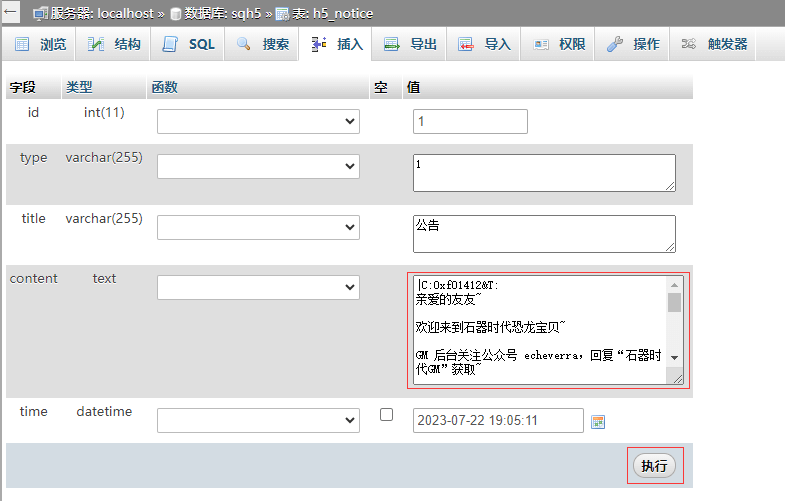 服务器: localhost » 数据库: sqh5 » 表: h5_notice
浏览 结构 SQL 搜索 插入 导出 导入 权限 操作 触发器
字段 类型 函数 空 值
id int(11) 1
type varchar(255) 1
title varchar(255) 公告
content text |C:0xf01412&T:
亲爱的友友~
欢迎来到石器时代恐龙宝贝~
GM 后台关注公众号 echeverra，回复“石器时
代GM”获取~
time datetime 2023-07-22 19:05:11
执行